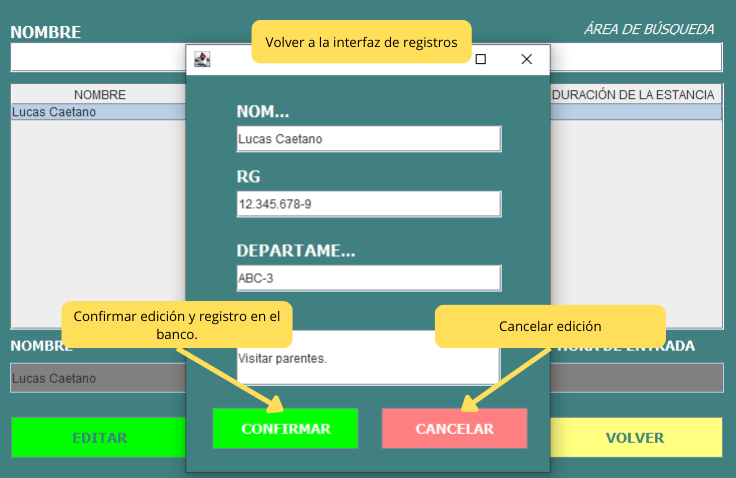 NOMBRE
ÁREA DE BÚSQUEDA
Volver a la interfaz de registros
NOMBRE
DURACIÓN DE LA ESTANCIA
Lucas Caetano
NOM...
Lucas Caetano
RG
12.345.678-9
DEPARTAME...
ABC-3
Confirmar edición y registro en el
banco.
Cancelar edición
NOMBRE
HORA DE ENTRADA
Visitar parentes.
Lucas Caetano
EDITAR
CONFIRMAR
CANCELAR
VOLVER